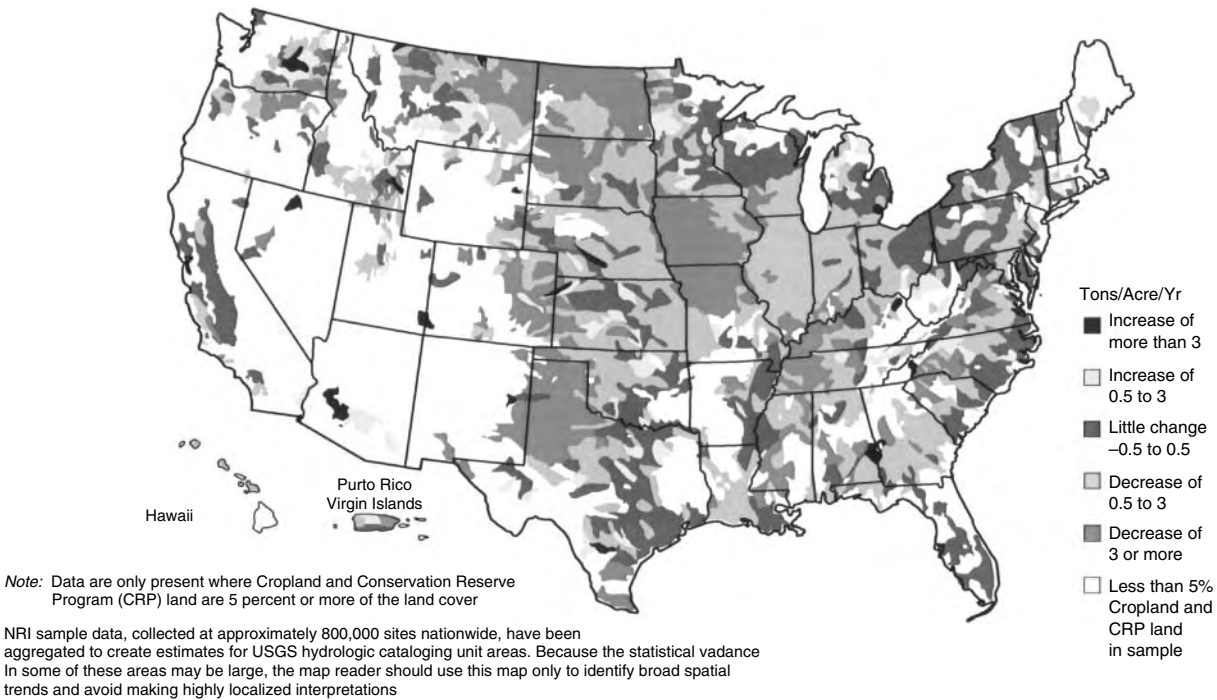 Tons/Acre/Yr
Increase of
more than 3
Increase of
0.5 to 3
Little change
–0.5 to 0.5
Decrease of
0.5 to 3
Decrease of
3 or more
Less than 5%
Cropland and
CRP land
in sample
Purto Rico
Virgin Islands
Hawaii
Note: Data are only present where Cropland and Conservation Reserve
Program (CRP) land are 5 percent or more of the land cover
NRI sample data, collected at approximately 800,000 sites nationwide, have been
aggregated to create estimates for USGS hydrologic cataloging unit areas. Because the statistical vadance
In some of these areas may be large, the map reader should use this map only to identify broad spatial
trends and avoid making highly localized interpretations